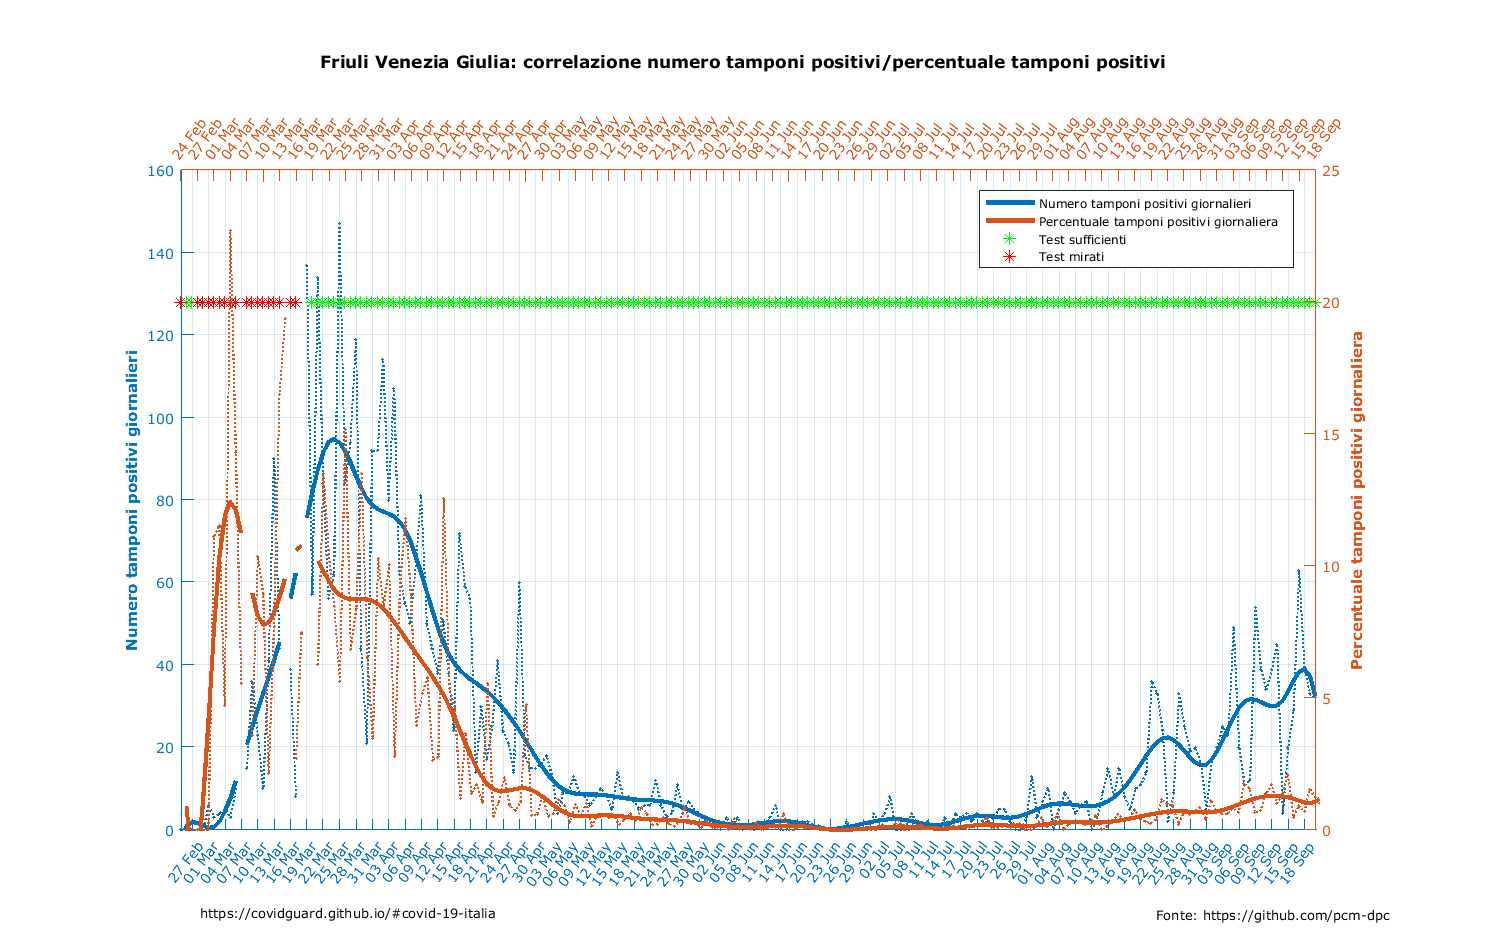 Friuli Venezia Giulia: correlazione numero tamponi positivi/percentuale tamponi positivi
24 Feb 27 Feb 01 Mar 04 Mar 07 Mar 10 Mar 13 Mar 16 Mar 19 Mar 22 Mar 25 Mar 28 Mar 31 Mar 03 Apr 06 Apr 09 Apr 12 Apr 15 Apr 18 Apr 21 Apr 24 Apr 27 Apr 30 Apr 03 May 06 May 09 May 12 May 15 May 18 May 21 May 24 May 27 May 30 May 02 Jun 05 Jun 08 Jun 11 Jun 14 Jun 17 Jun 20 Jun 23 Jun 26 Jun 29 Jun 02 Jul 05 Jul 08 Jul 11 Jul 14 Jul 17 Jul 20 Jul 23 Jul 26 Jul 29 Jul 01 Aug 04 Aug 07 Aug 10 Aug 13 Aug 16 Aug 19 Aug 22 Aug 25 Aug 28 Aug 31 Aug 03 Sep 06 Sep 09 Sep 12 Sep 15 Sep 18 Sep
160
140
120
100
80
60
40
20
0
Numero tamponi positivi giornalieri
Numero tamponi positivi giornalieri
Percentuale tamponi positivi giornaliera
Test sufficienti
Test mirati
25
20
15
10
5
0
Percentuale tamponi positivi giornaliera
27 Feb 01 Mar 04 Mar 07 Mar 10 Mar 13 Mar 16 Mar 19 Mar 22 Mar 25 Mar 28 Mar 31 Mar 03 Apr 06 Apr 09 Apr 12 Apr 15 Apr 18 Apr 21 Apr 24 Apr 27 Apr 30 Apr 03 May 06 May 09 May 12 May 15 May 18 May 21 May 24 May 27 May 30 May 02 Jun 05 Jun 08 Jun 11 Jun 14 Jun 17 Jun 20 Jun 23 Jun 26 Jun 29 Jun 02 Jul 05 Jul 08 Jul 11 Jul 14 Jul 17 Jul 20 Jul 23 Jul 26 Jul 29 Jul 01 Aug 04 Aug 07 Aug 10 Aug 13 Aug 16 Aug 19 Aug 22 Aug 25 Aug 28 Aug 31 Aug 03 Sep 06 Sep 09 Sep 12 Sep 15 Sep 18 Sep
https://covidguard.github.io/#covid-19-italia
Fonte: https://github.com/pcm-dpc